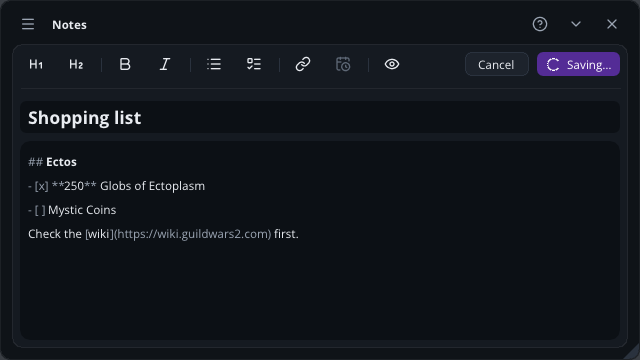 Notes
H1 H2 B I Cancel Saving...
Shopping list
## Ectos
- [x] **250** Globs of Ectoplasm
- [ ] Mystic Coins
Check the [wiki](https://wiki.guildwars2.com) first.